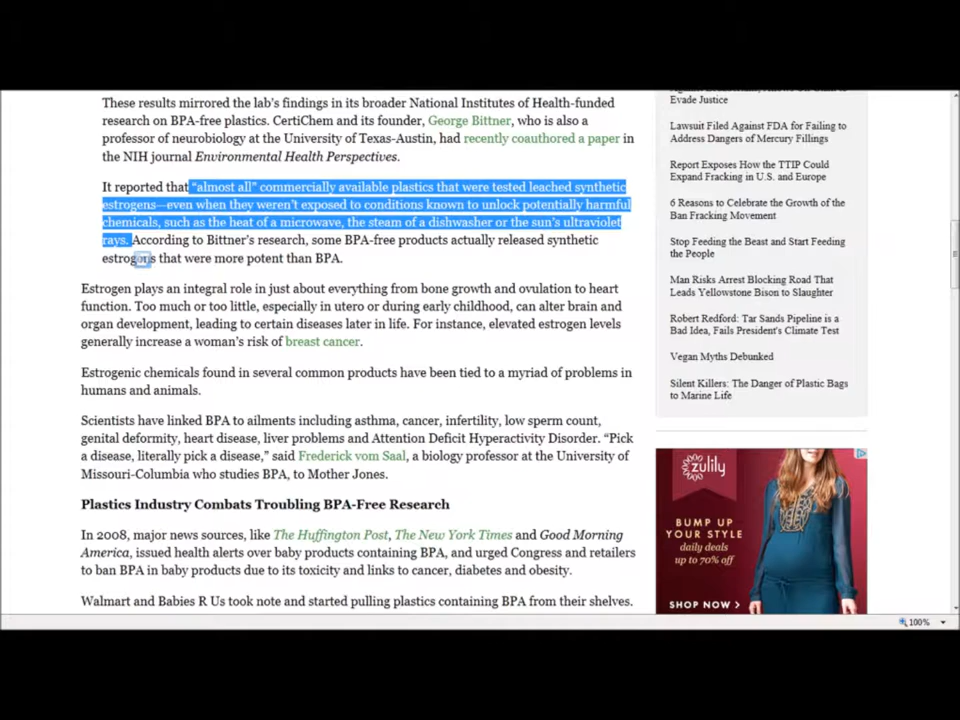 These results mirrored the lab's findings in its broader National Institutes of Health-funded
research on BPA-free plastics. CertiChem and its founder, George Bittner, who is also a
professor of neurobiology at the University of Texas-Austin, had recently coauthored a paper in
the NIH journal Environmental Health Perspectives.
It reported that “almost all” commercially available plastics that were tested leached synthetic
estrogens—even when they weren't exposed to conditions known to unlock potentially harmful
chemicals, such as the heat of a microwave, the steam of a dishwasher or the sun's ultraviolet
rays. According to Bittner's research, some BPA-free products actually released synthetic
estrogens that were more potent than BPA.
Estrogen plays an integral role in just about everything from bone growth and ovulation to heart
function. Too much or too little, especially in utero or during early childhood, can alter brain and
organ development, leading to certain diseases later in life. For instance, elevated estrogen levels
generally increase a woman's risk of breast cancer.
Estrogenic chemicals found in several common products have been tied to a myriad of problems in
humans and animals.
Scientists have linked BPA to ailments including asthma, cancer, infertility, low sperm count,
genital deformity, heart disease, liver problems and Attention Deficit Hyperactivity Disorder. “Pick
a disease, literally pick a disease,” said Frederick vom Saal, a biology professor at the University of
Missouri-Columbia who studies BPA, to Mother Jones.
Plastics Industry Combats Troubling BPA-Free Research
In 2008, major news sources, like The Huffington Post, The New York Times and Good Morning
America, issued health alerts over baby products containing BPA, and urged Congress and retailers
to ban BPA in baby products due to its toxicity and links to cancer, diabetes and obesity.
Walmart and Babies R Us took note and started pulling plastics containing BPA from their shelves.
Evade Justice
Lawsuit Filed Against FDA for Failing to
Address Dangers of Mercury Fillings
Report Exposes How the TTIP Could
Expand Fracking in U.S. and Europe
6 Reasons to Celebrate the Growth of the
Ban Fracking Movement
Stop Feeding the Beast and Start Feeding
the People
Man Risks Arrest Blocking Road That
Leads Yellowstone Bison to Slaughter
Robert Redford: Tar Sands Pipeline is a
Bad Idea, Fails President's Climate Test
Vegan Myths Debunked
Silent Killers: The Danger of Plastic Bags
to Marine Life
zulily
BUMP UP
YOUR STYLE
daily deals
up to 70% off
SHOP NOW >
100%